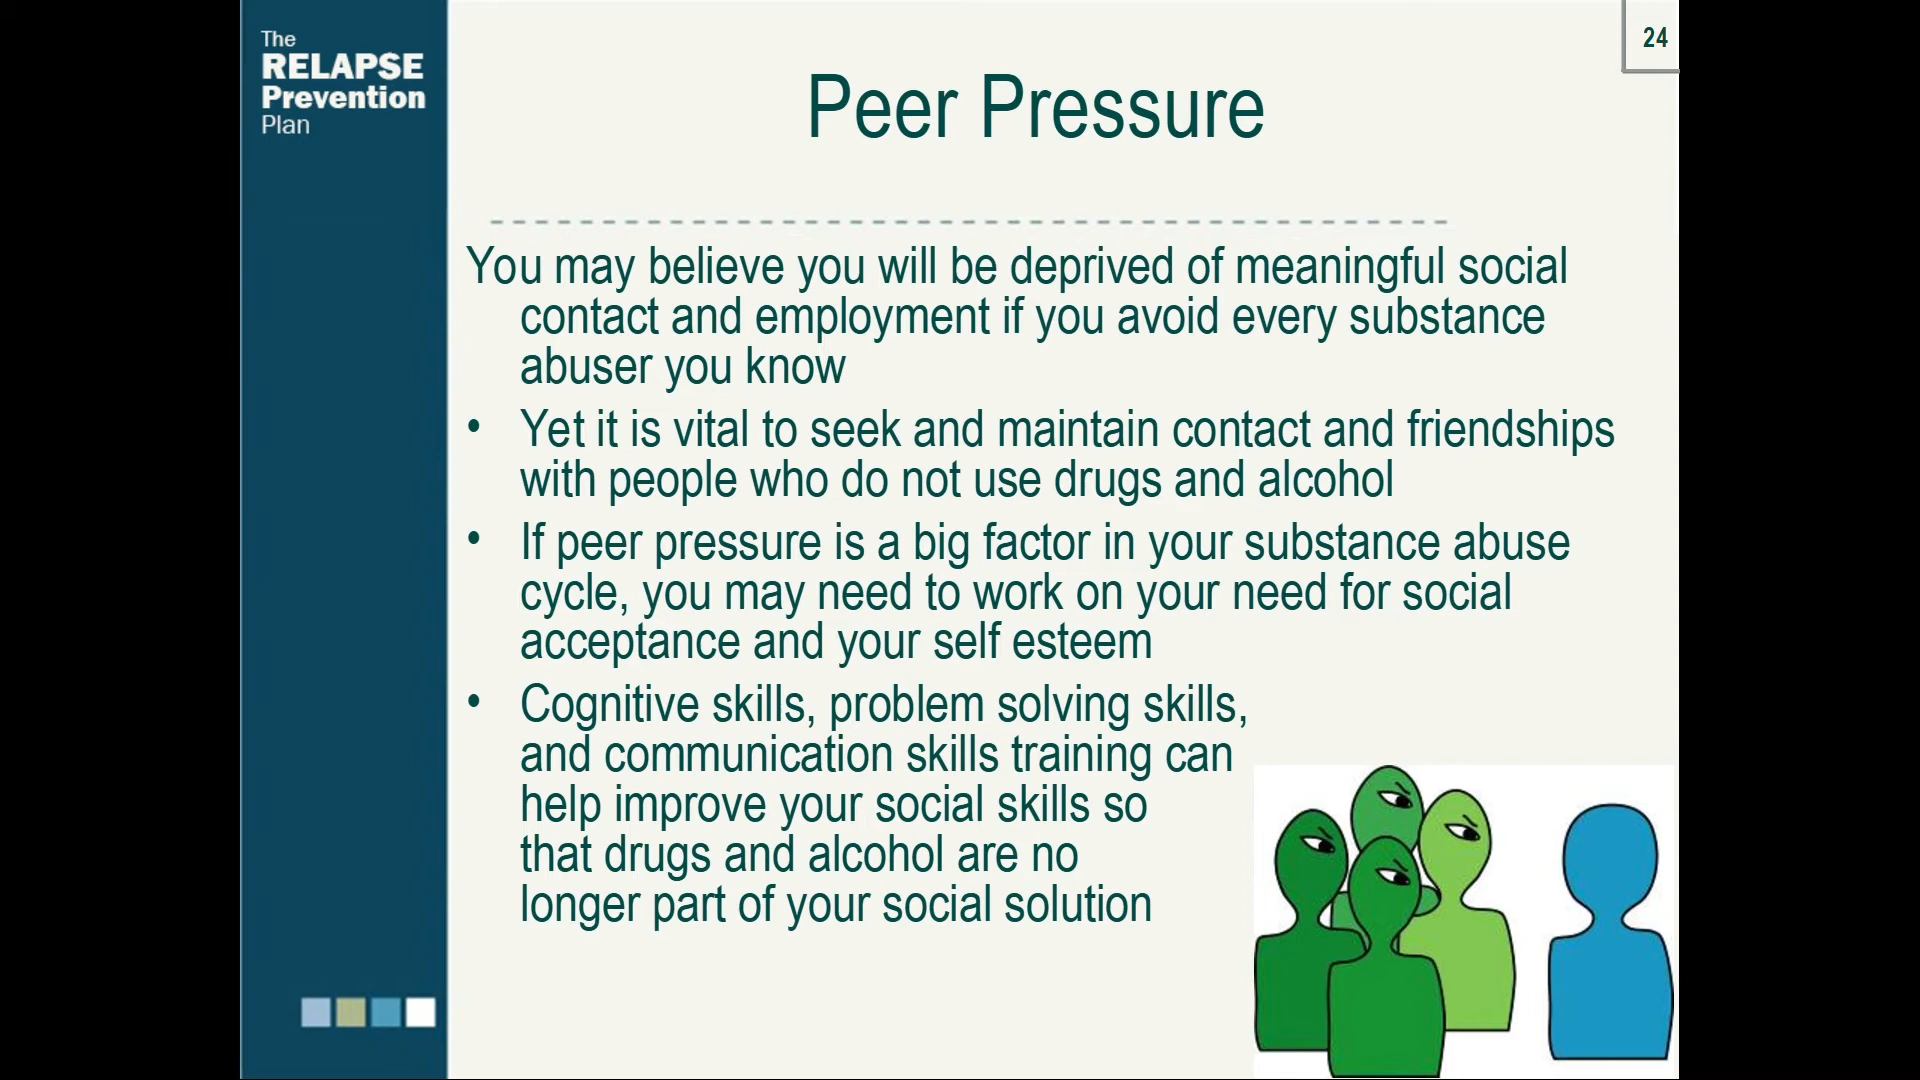 The
RELAPSE
Prevention
Plan
24
Peer Pressure
You may believe you will be deprived of meaningful social
contact and employment if you avoid every substance
abuser you know
• Yet it is vital to seek and maintain contact and friendships
with people who do not use drugs and alcohol
• If peer pressure is a big factor in your substance abuse
cycle, you may need to work on your need for social
acceptance and your self esteem
• Cognitive skills, problem solving skills,
and communication skills training can
help improve your social skills so
that drugs and alcohol are no
longer part of your social solution